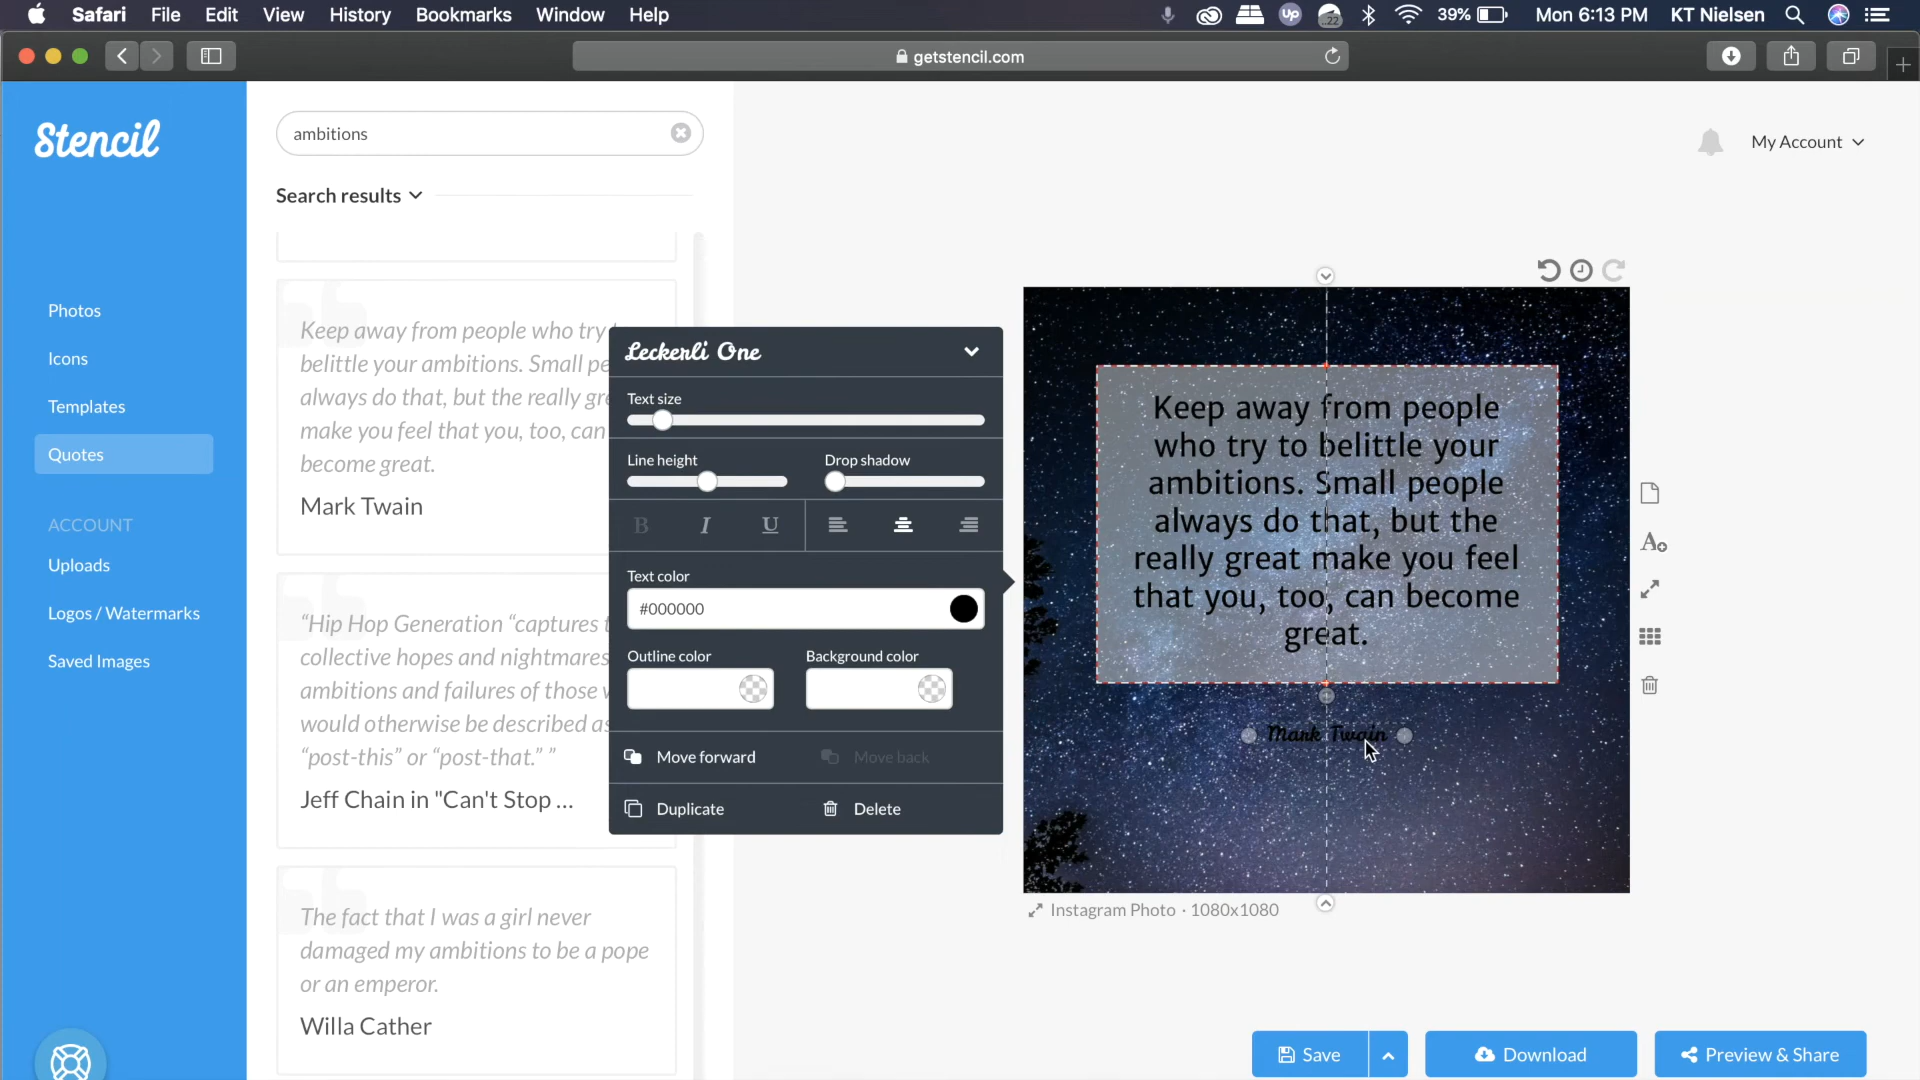 Safari File Edit View History Bookmarks Window Help
39% Mon 6:13 PM KT Nielsen
getstencil.com
Stencil
Photos
Icons
Templates
Quotes
ACCOUNT
Uploads
Logos / Watermarks
Saved Images
ambitions
Search results
Keep away from people who try
belittle your ambitions. Small pe
always do that, but the really gre
make you feel that you, too, can
become great.
Mark Twain
“Hip Hop Generation “captures t
collective hopes and nightmares
ambitions and failures of those w
would otherwise be described as
“post-this” or “post-that.” ”
Jeff Chain in "Can't Stop ...
The fact that I was a girl never
damaged my ambitions to be a pope
or an emperor.
Willa Cather
Leckerli One
Text size
Line height
Drop shadow
B I U
Text color
#000000
Outline color
Background color
Move forward
Move back
Duplicate
Delete
My Account
Keep away from people
who try to belittle your
ambitions. Small people
always do that, but the
really great make you feel
that you, too, can become
great.
Mark Twain
Instagram Photo · 1080x1080
Save
Download
Preview & Share